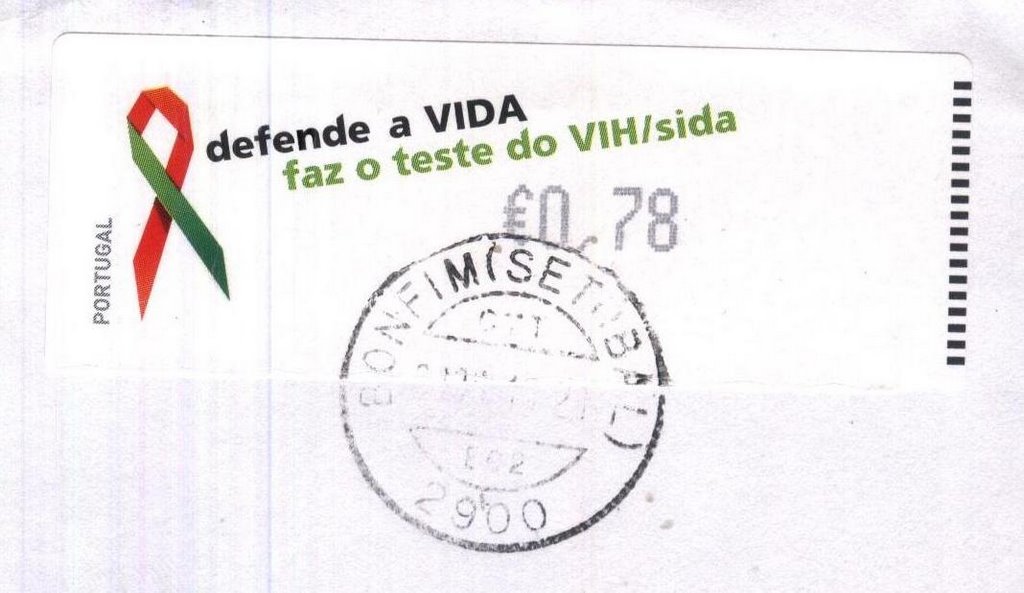 defende a VIDA
faz o teste do VIH/sida
€0.78
PORTUGAL
BONFIM (SETUBAL)
2900